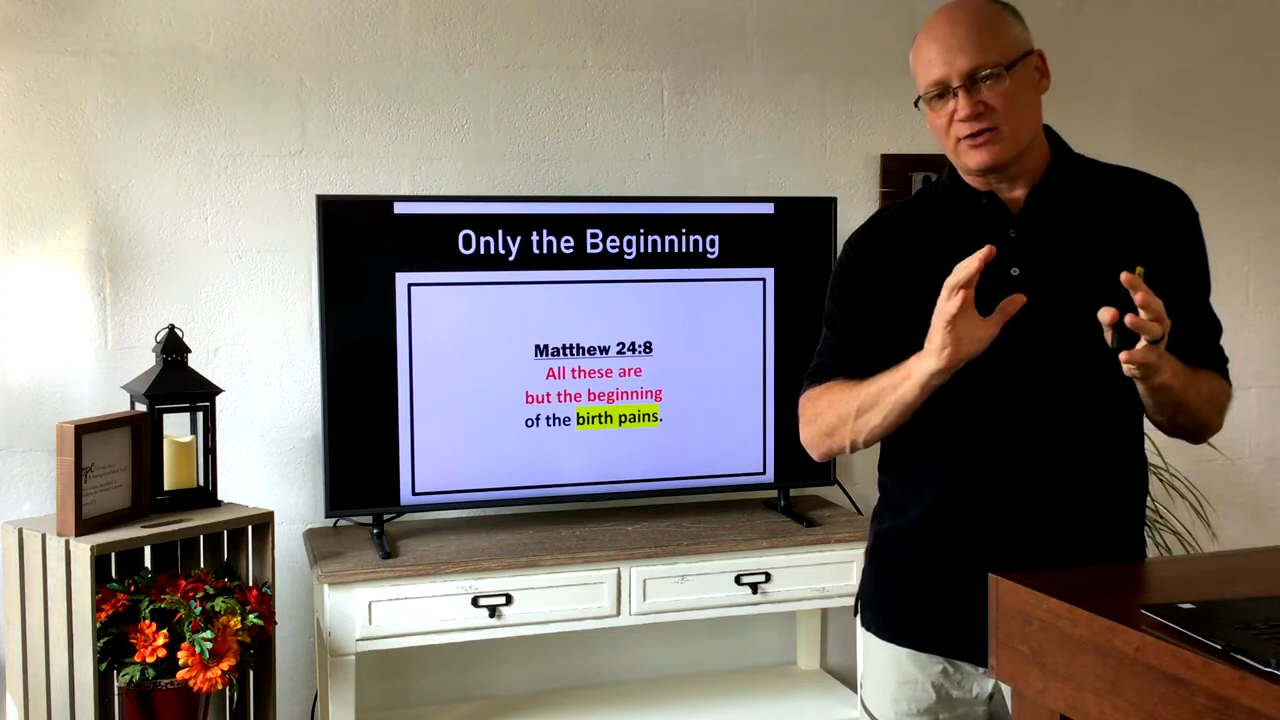 Only the Beginning
Matthew 24:8
All these are
but the beginning
of the birth pains.